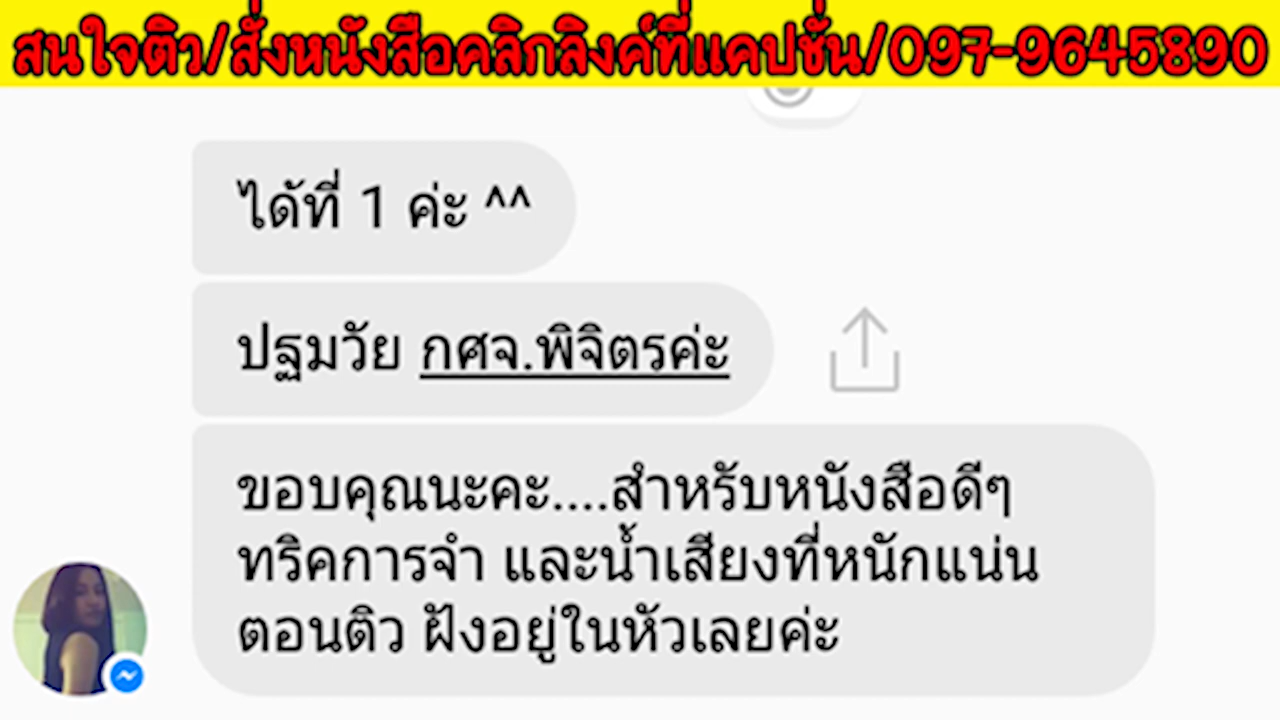 สนใจติว/สั่งหนังสือคลิกลิงค์ที่แคปชั่น/097-9645890
ได้ที่ 1 ค่ะ ^^
ปฐมวัย กศจ.พิจิตรค่ะ
ขอบคุณนะคะ....สำหรับหนังสือดีๆ
ทริคการจำ และน้ำเสียงที่หนักแน่น
ตอนติว ฝังอยู่ในหัวเลยค่ะ